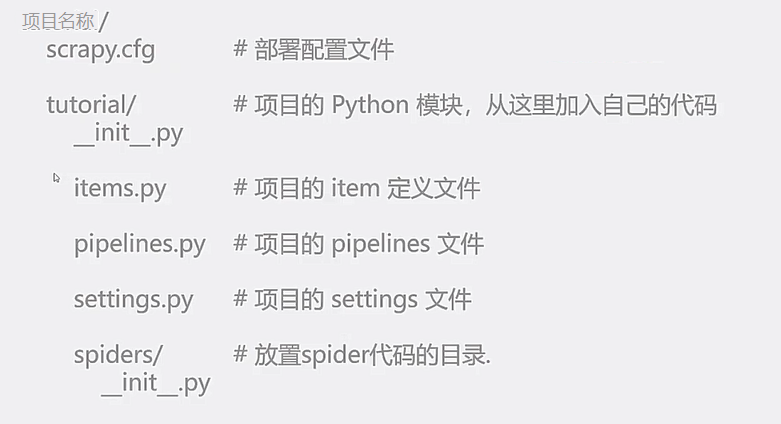 项目名称/
scrapy.cfg # 部署配置文件
tutorial/ # 项目的 Python 模块，从这里加入自己的代码
__init__.py
items.py # 项目的 item 定义文件
pipelines.py # 项目的 pipelines 文件
settings.py # 项目的 settings 文件
spiders/ # 放置spider代码的目录.
__init__.py